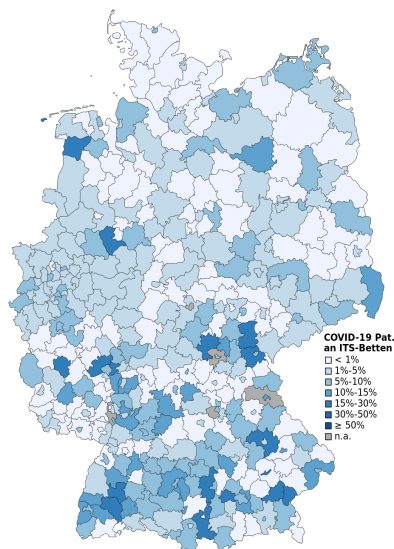 COVID-19 Pat.
an ITS-Betten
< 1%
1%-5%
5%-10%
10%-15%
15%-30%
30%-50%
≥ 50%
n.a.